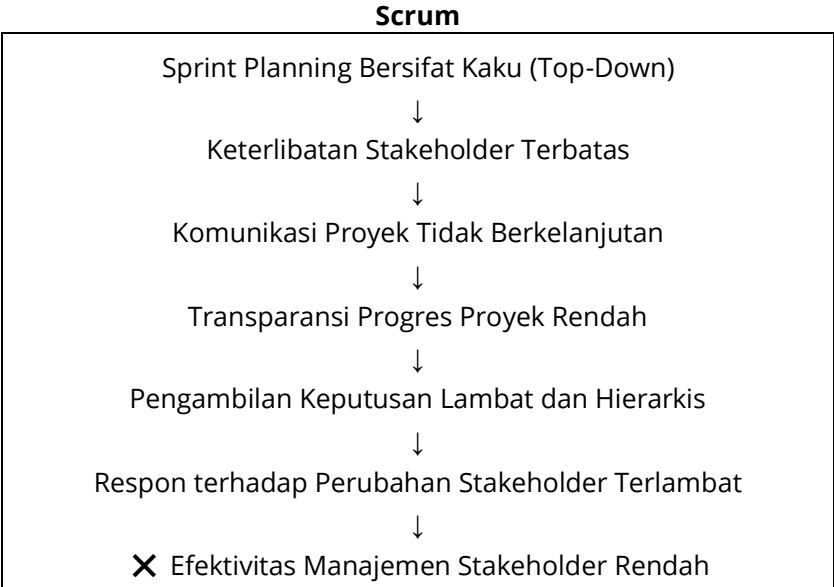 Scrum
Sprint Planning Bersifat Kaku (Top-Down)
↓
Keterlibatan Stakeholder Terbatas
↓
Komunikasi Proyek Tidak Berkelanjutan
↓
Transparansi Progres Proyek Rendah
↓
Pengambilan Keputusan Lambat dan Hierarkis
↓
Respon terhadap Perubahan Stakeholder Terlambat
↓
❌ Efektivitas Manajemen Stakeholder Rendah